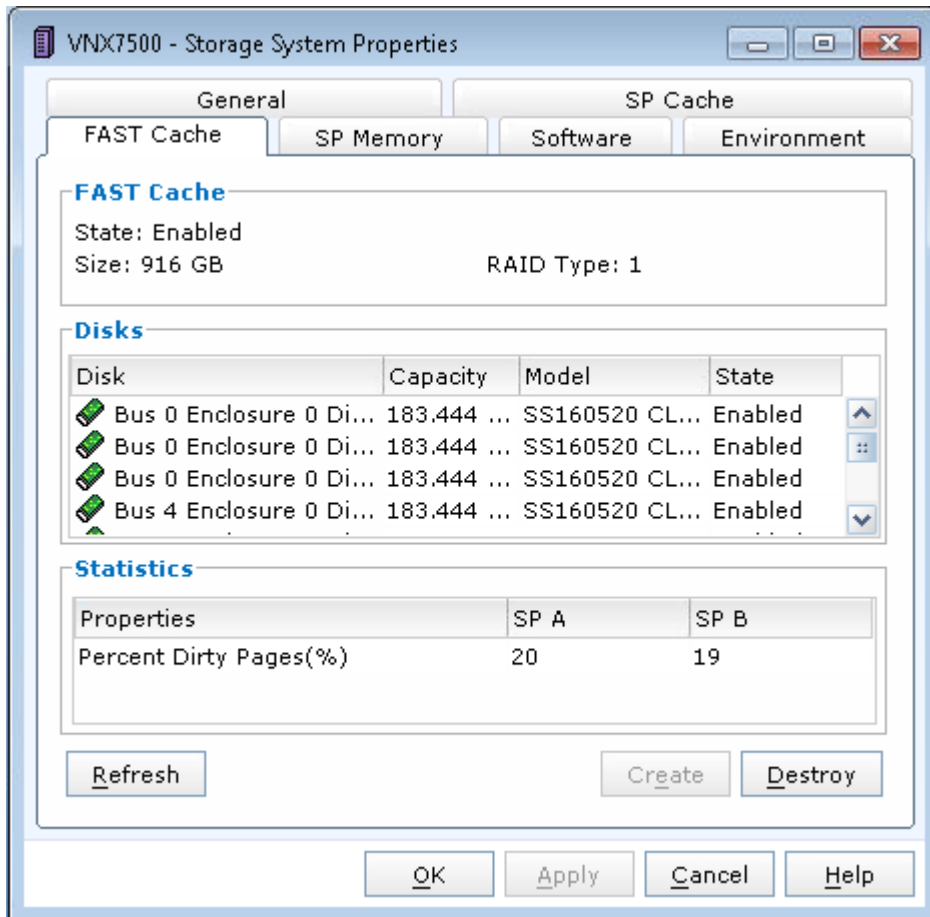 VNX7500 - Storage System Properties
General SP Cache
FAST Cache SP Memory Software Environment
FAST Cache
State: Enabled
Size: 916 GB RAID Type: 1
Disks
Disk Capacity Model State
Bus 0 Enclosure 0 Di... 183.444 ... SS160520 CL... Enabled
Bus 0 Enclosure 0 Di... 183.444 ... SS160520 CL... Enabled
Bus 0 Enclosure 0 Di... 183.444 ... SS160520 CL... Enabled
Bus 4 Enclosure 0 Di... 183.444 ... SS160520 CL... Enabled
Statistics
Properties SP A SP B
Percent Dirty Pages(%) 20 19
Refresh Create Destroy
OK Apply Cancel Help